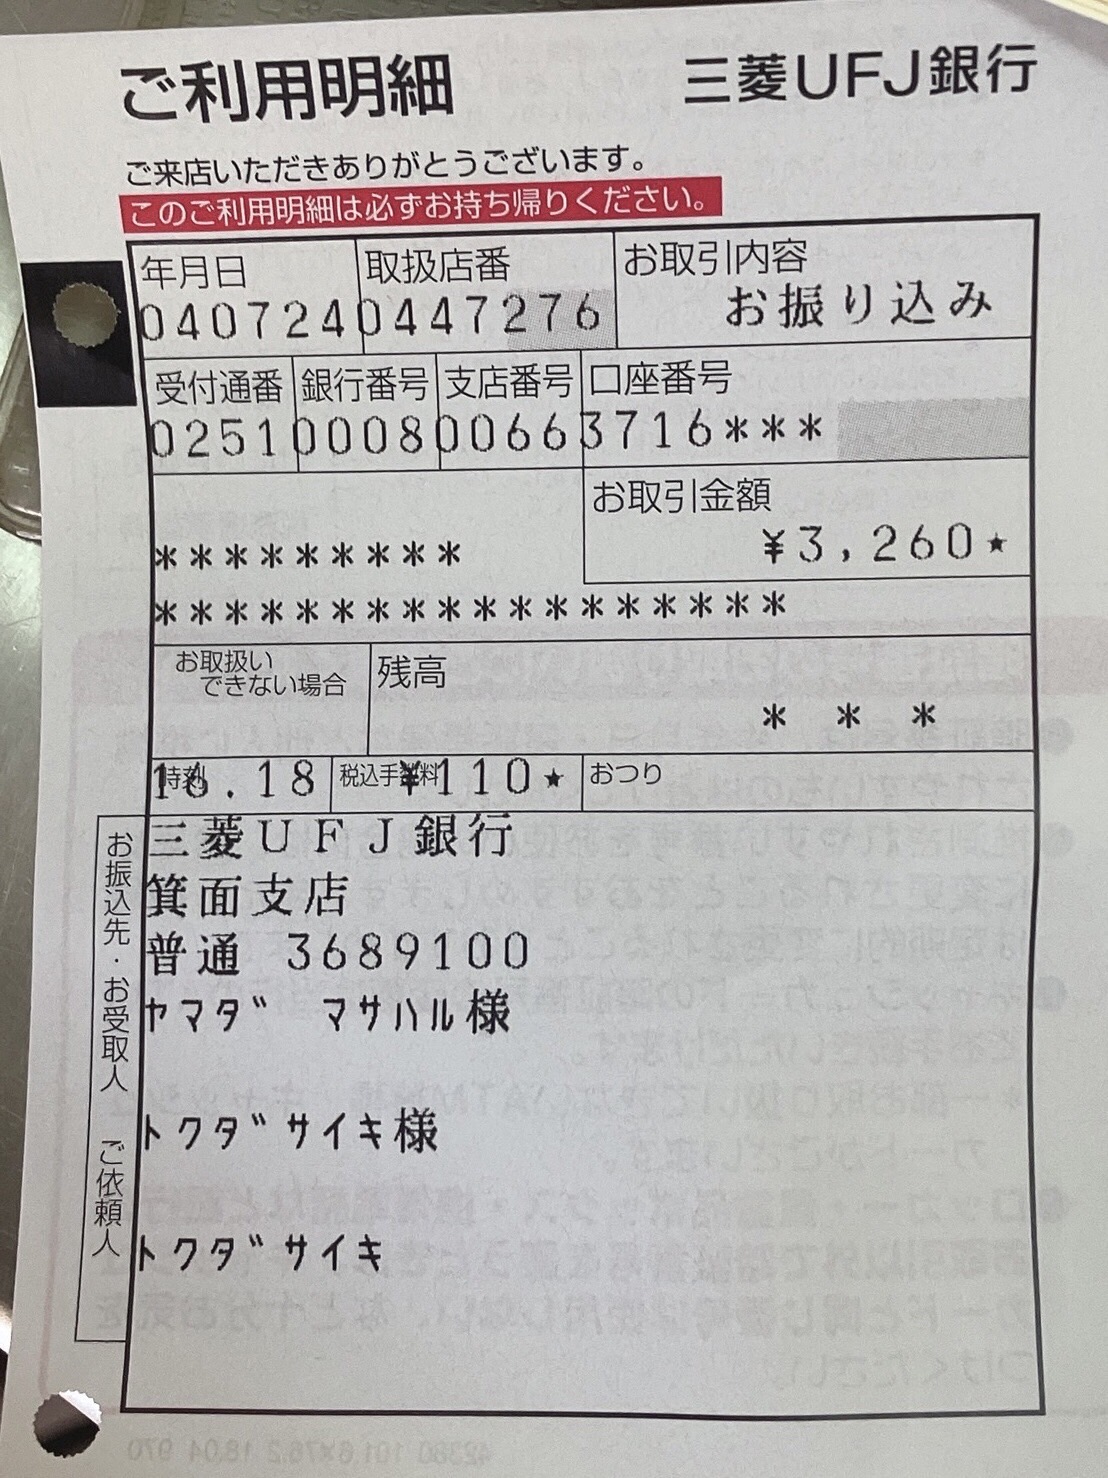 ご利用明細 三菱UFJ銀行
ご来店いただきありがとうございます。
このご利用明細は必ずお持ち帰りください。
年月日 取扱店番 お取引内容
040724 0447276 お振り込み
受付通番 銀行番号 支店番号 口座番号
0251 0008 0066 3716***
お取引金額
¥3,260★
*********
******************
お取扱いできない場合 残高
* * *
時刻 税込手数料 おつり
16.18 ¥110★
お振込先・お受取人 ご依頼人
三菱UFJ銀行
箕面支店
普通 3689100
ヤマダ マサハル様
トクダサイキ様
トクダサイキ